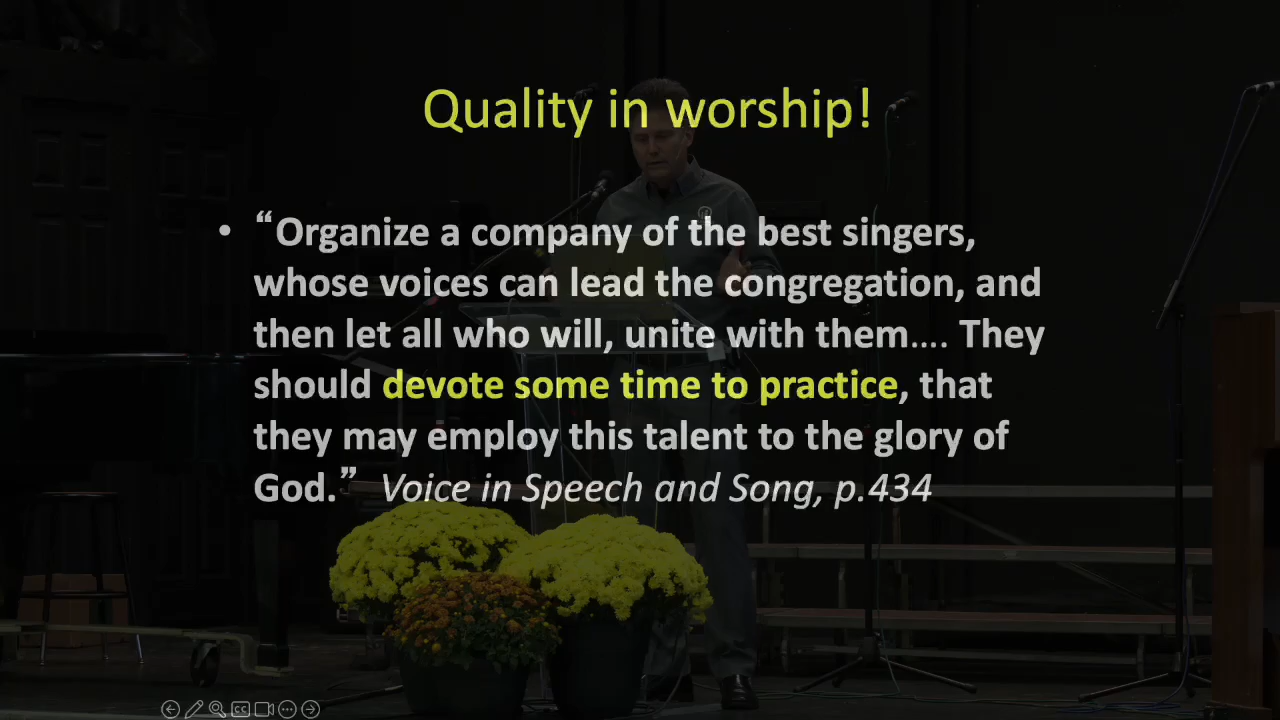 Quality in worship!
• “Organize a company of the best singers,
whose voices can lead the congregation, and
then let all who will, unite with them…. They
should devote some time to practice, that
they may employ this talent to the glory of
God.” Voice in Speech and Song, p.434
CC